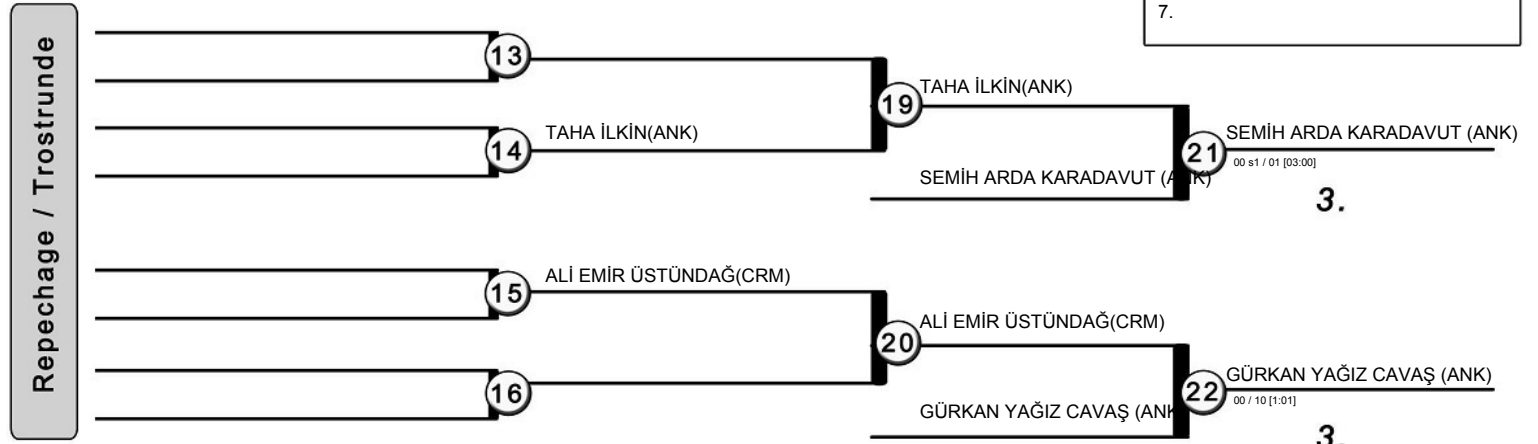 Repechage / Trostrunde
7.
13
TAHA İLKİN(ANK)
19
TAHA İLKİN(ANK)
14
SEMİH ARDA KARADAVUT (ANK)
21
SEMİH ARDA KARADAVUT (ANK)
00 s1 / 01 [03:00]
3.
15
ALİ EMİR ÜSTÜNDAĞ(CRM)
20
ALİ EMİR ÜSTÜNDAĞ(CRM)
16
GÜRKAN YAĞIZ CAVAŞ (ANK
22
GÜRKAN YAĞIZ CAVAŞ (ANK)
00 / 10 [1:01]
3.